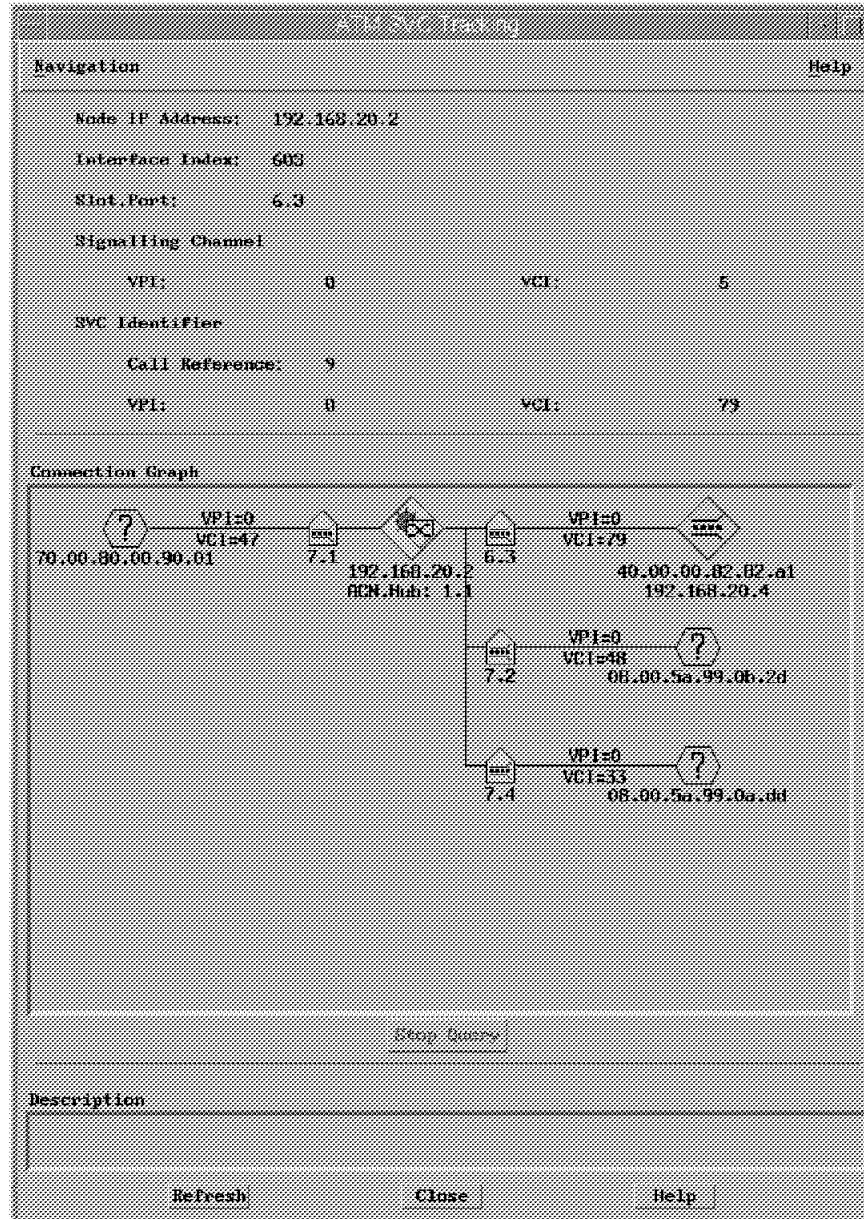 ATM SVC Tracking
Navigation Help
Node IP Address: 192.168.20.2
Interface Index: 603
Slot.Port: 6.3
Signalling Channel
VPI: 0 VCI: 5
SVC Identifier
Call Reference: 9
VPI: 0 VCI: 79
Connection Graph
? VPI=0 VPI=0
VCI=47 VCI=79
70.00.80.00.90.01 7.1 6.3
192.168.20.2 40.00.00.82.82.a1
ACN.Hub: 1.1 192.168.20.4
VPI=0 ?
VCI=48
7.2 08.00.5a.99.0b.2d
VPI=0 ?
VCI=33
7.4 08.00.5a.99.0a.dd
Stop Query
Description
Refresh Close Help